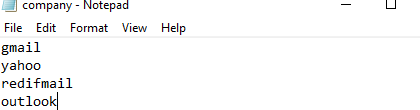 company - Notepad
File Edit Format View Help
gmail
yahoo
redifmail
outlook